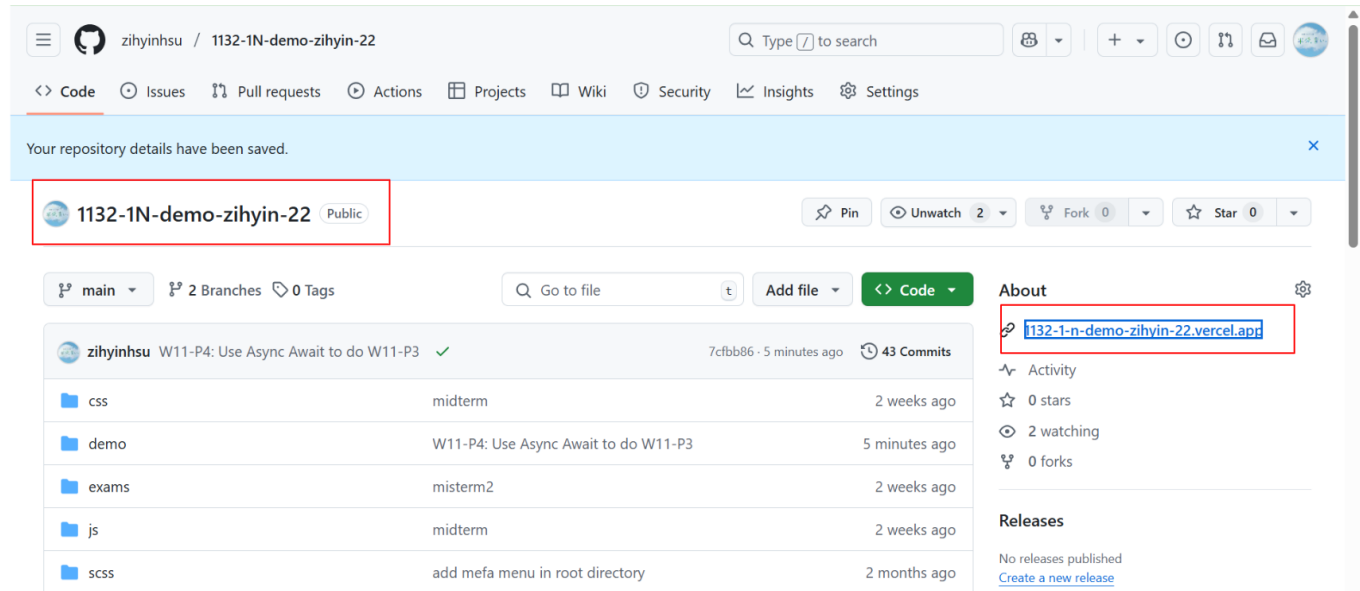 zihyinhsu / 1132-1N-demo-zihyin-22
Type / to search
Code Issues Pull requests Actions Projects Wiki Security Insights Settings
Your repository details have been saved.
1132-1N-demo-zihyin-22 Public
Pin Unwatch 2 Fork 0 Star 0
main 2 Branches 0 Tags Go to file t Add file Code
zihyinhsu W11-P4: Use Async Await to do W11-P3 7cfbb86 · 5 minutes ago 43 Commits
css midterm 2 weeks ago
demo W11-P4: Use Async Await to do W11-P3 5 minutes ago
exams misterm2 2 weeks ago
js midterm 2 weeks ago
scss add mefa menu in root directory 2 months ago
About
1132-1-n-demo-zihyin-22.vercel.app
Activity
0 stars
2 watching
0 forks
Releases
No releases published
Create a new release